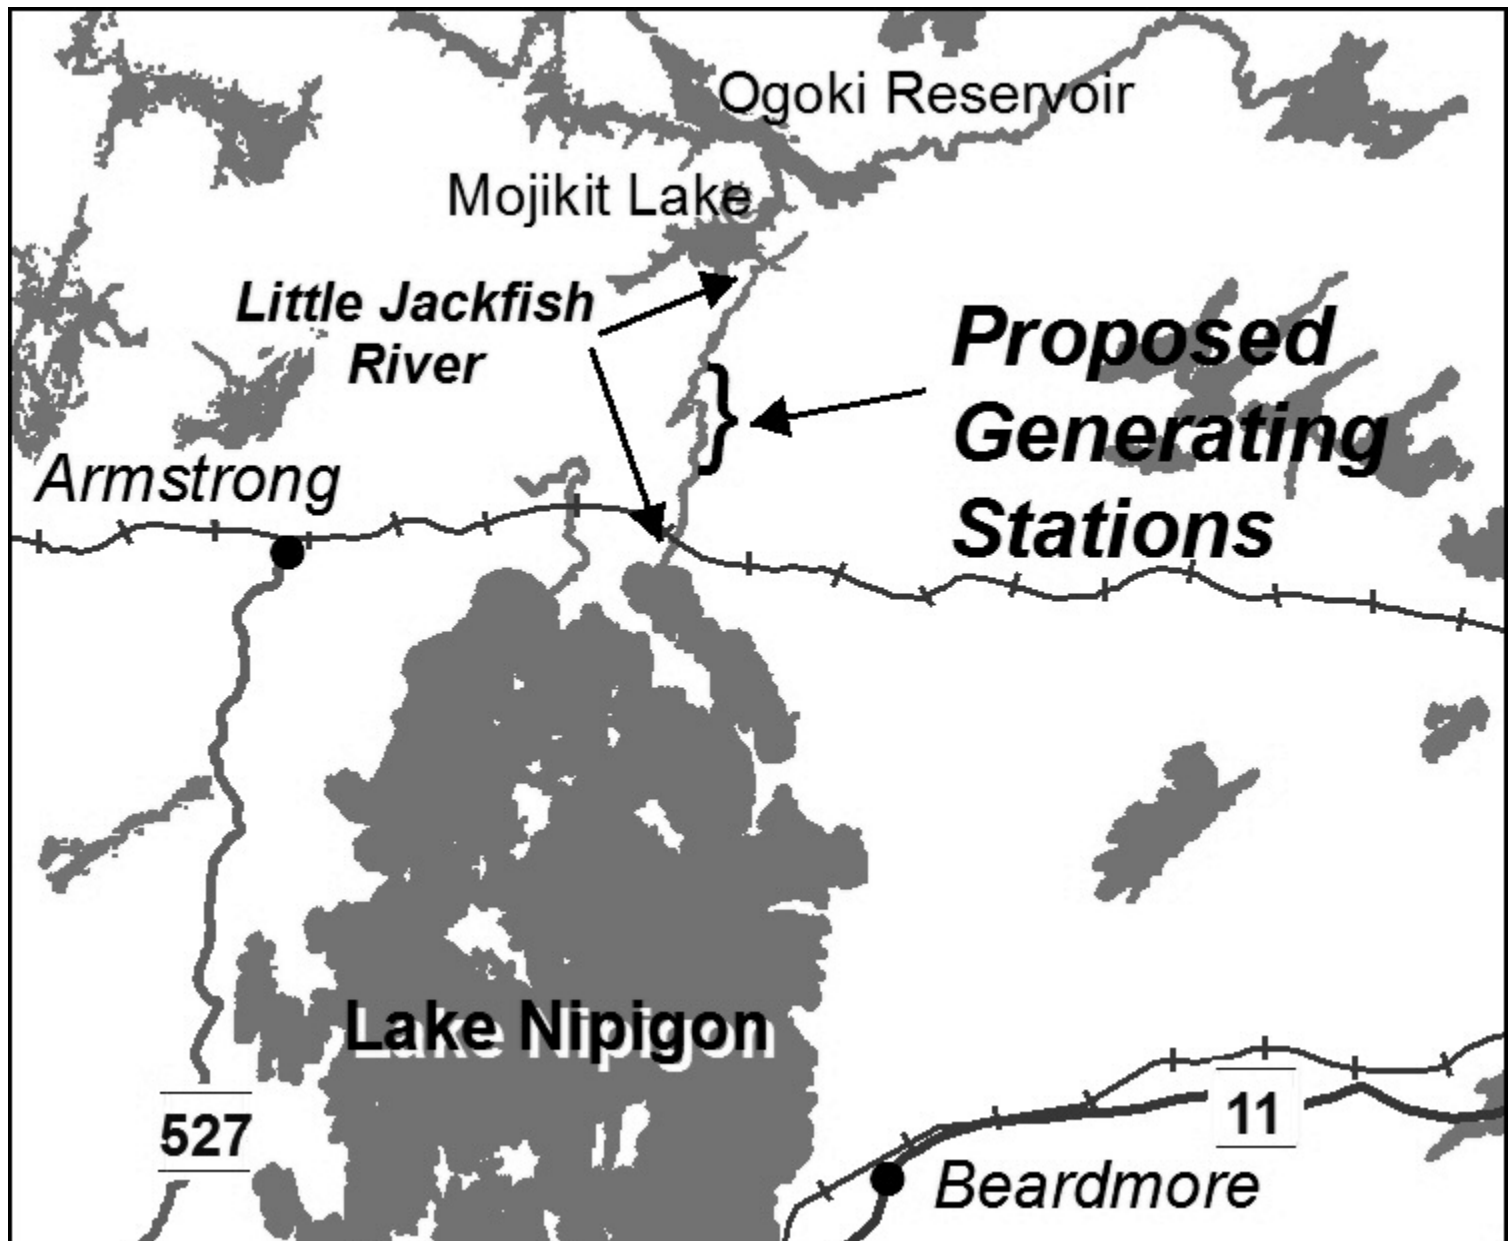 Ogoki Reservoir
Mojikit Lake
Little Jackfish
River
Proposed
Generating
Stations
Armstrong
Lake Nipigon
527
11
Beardmore